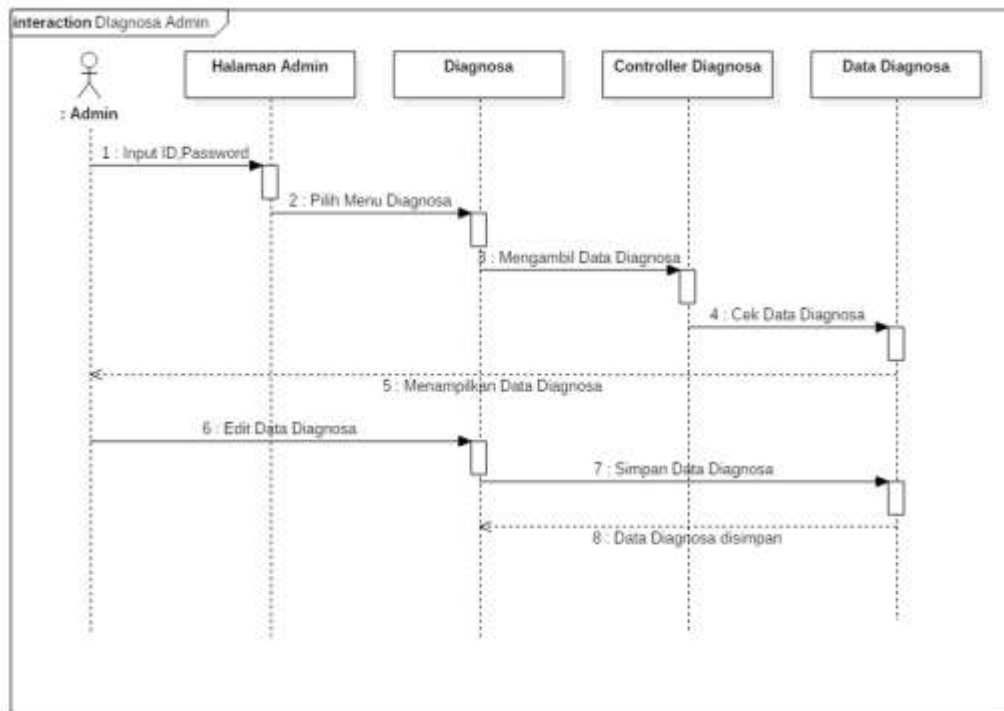 interaction DIagnosa Admin
Halaman Admin
Diagnosa
Controller Diagnosa
Data Diagnosa
: Admin
1 : Input ID,Password
2 : Pilih Menu Diagnosa
3 : Mengambil Data Diagnosa
4 : Cek Data Diagnosa
5 : Menampilkan Data Diagnosa
6 : Edit Data Diagnosa
7 : Simpan Data Diagnosa
8 : Data Diagnosa disimpan